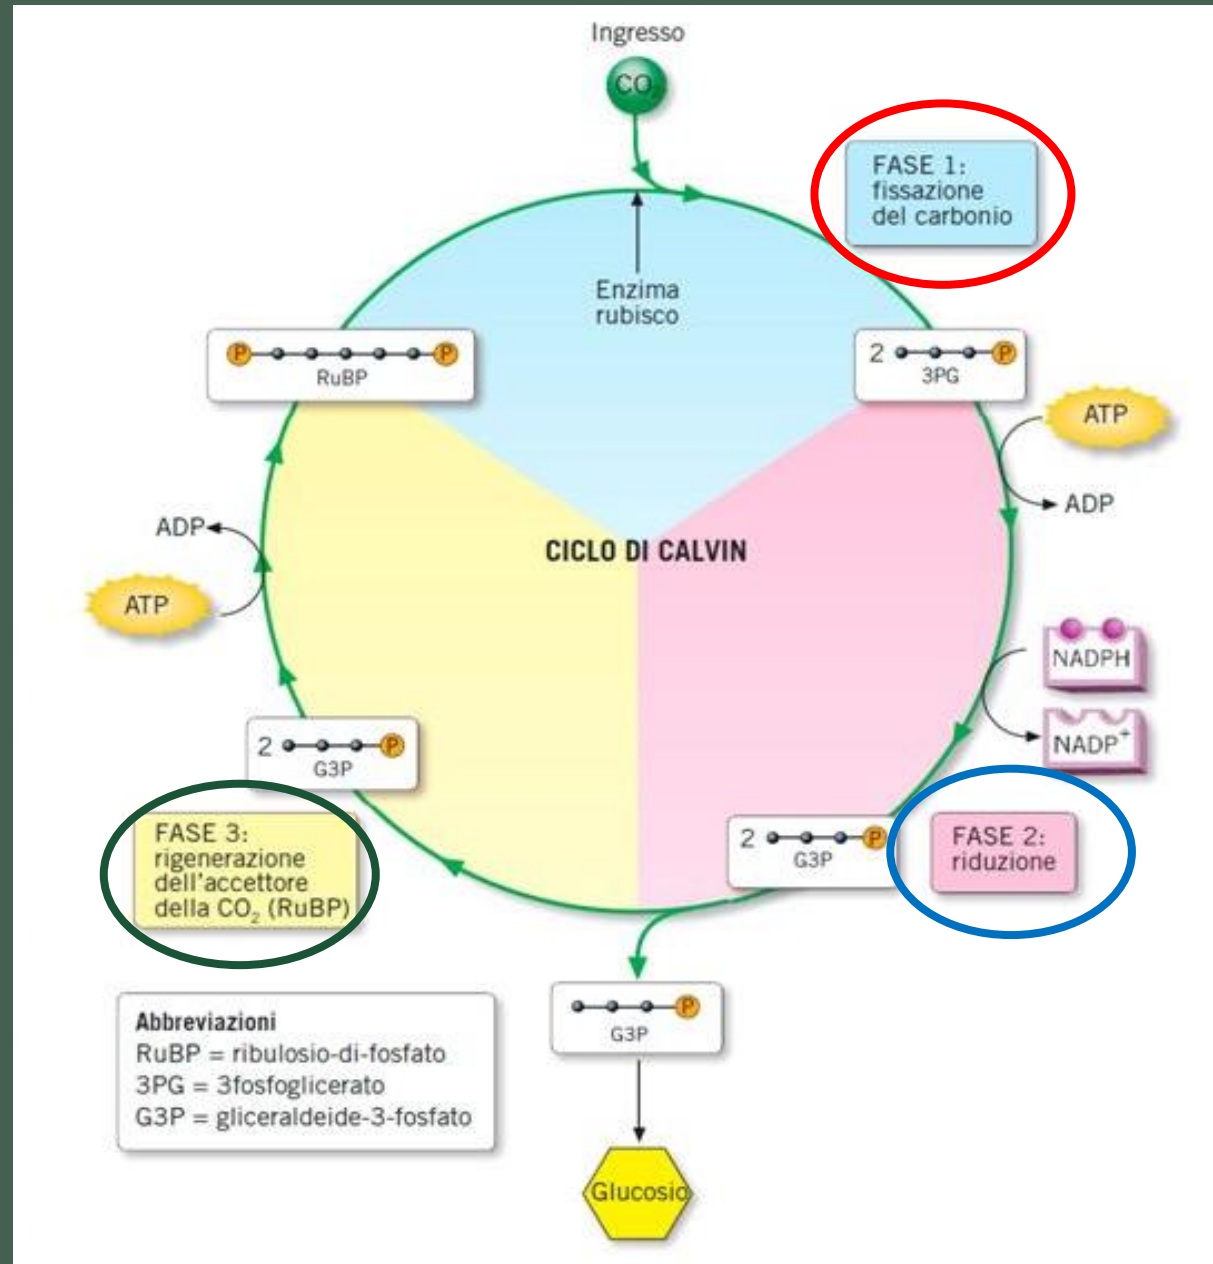 Ingresso
CO
FASE 1:
fissazione
del carbonio
Enzima
rubisco
P P
RuBP
2 P
3PG
ATP
ADP
CICLO DI CALVIN
ADP
ATP
NADPH
NADP⁺
2 P
G3P
2 P
G3P
FASE 2:
riduzione
FASE 3:
rigenerazione
dell'accettore
della CO₂ (RuBP)
P
G3P
Abbreviazioni
RuBP = ribulosio-di-fosfato
3PG = 3fosfoglicerato
G3P = gliceraldeide-3-fosfato
Glucosio